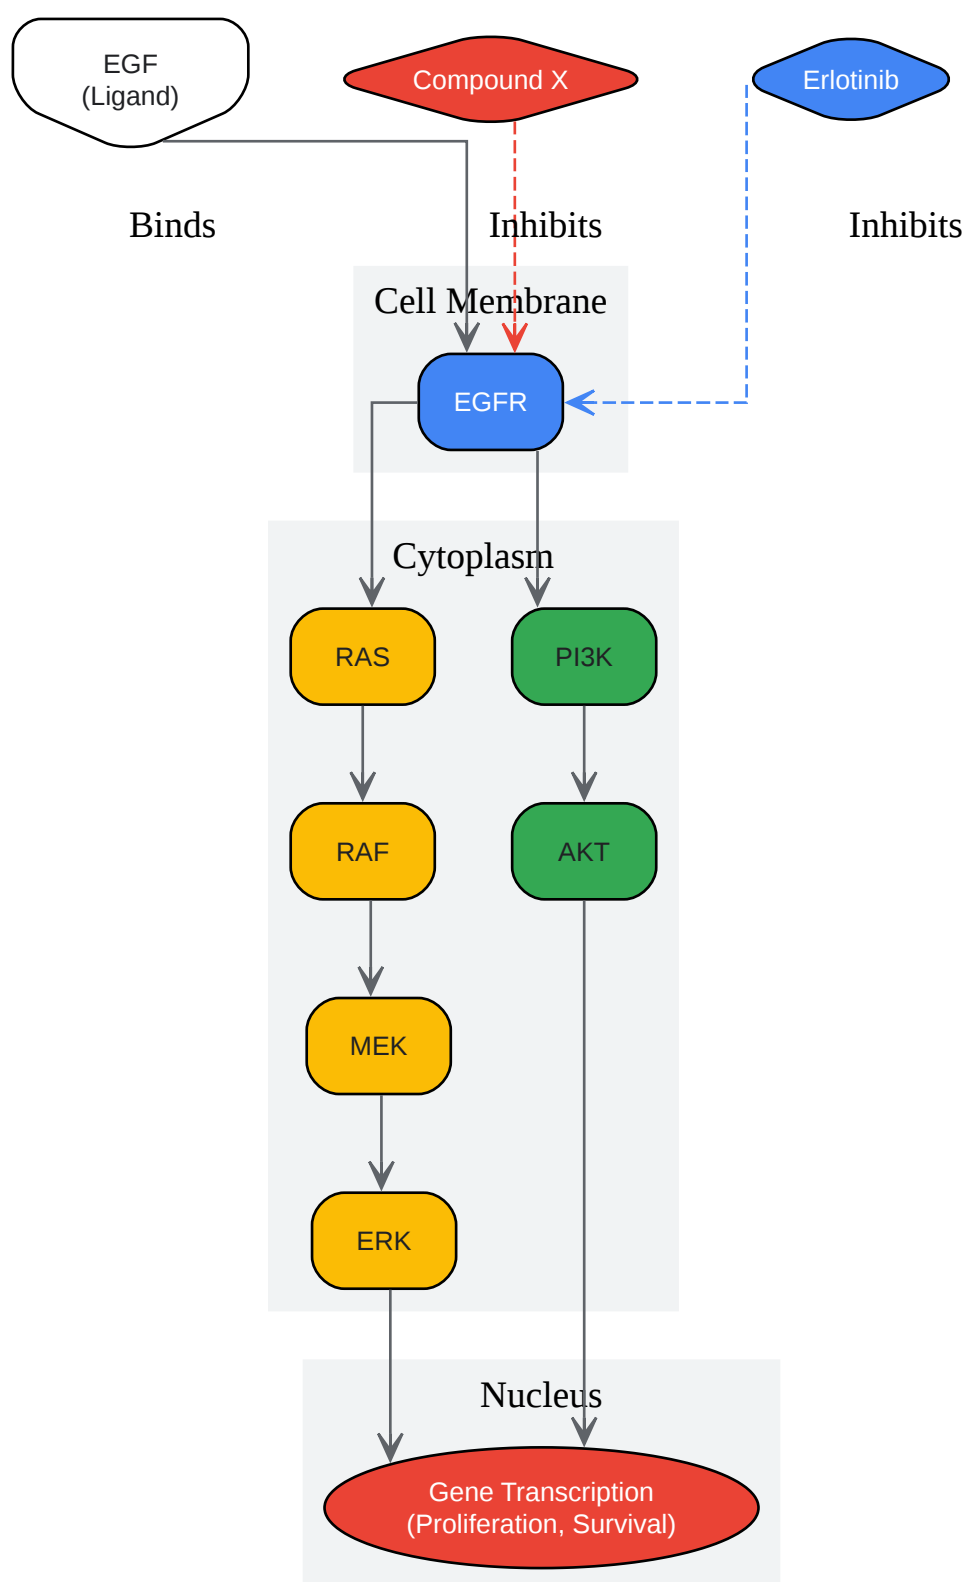 EGF
(Ligand)
Compound X
Erlotinib
Binds
Inhibits
Inhibits
Cell Membrane
EGFR
Cytoplasm
RAS
PI3K
RAF
AKT
MEK
ERK
Nucleus
Gene Transcription
(Proliferation, Survival)